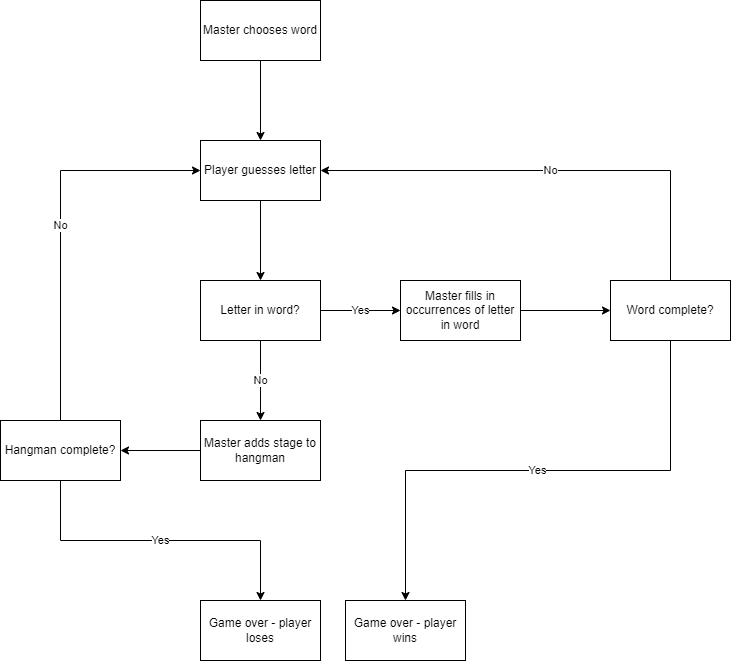 Master chooses word
Player guesses letter
No
No
Letter in word?
Yes
Master fills in
occurrences of letter
in word
Word complete?
No
Hangman complete?
Master adds stage to
hangman
Yes
Yes
Game over - player
loses
Game over - player
wins